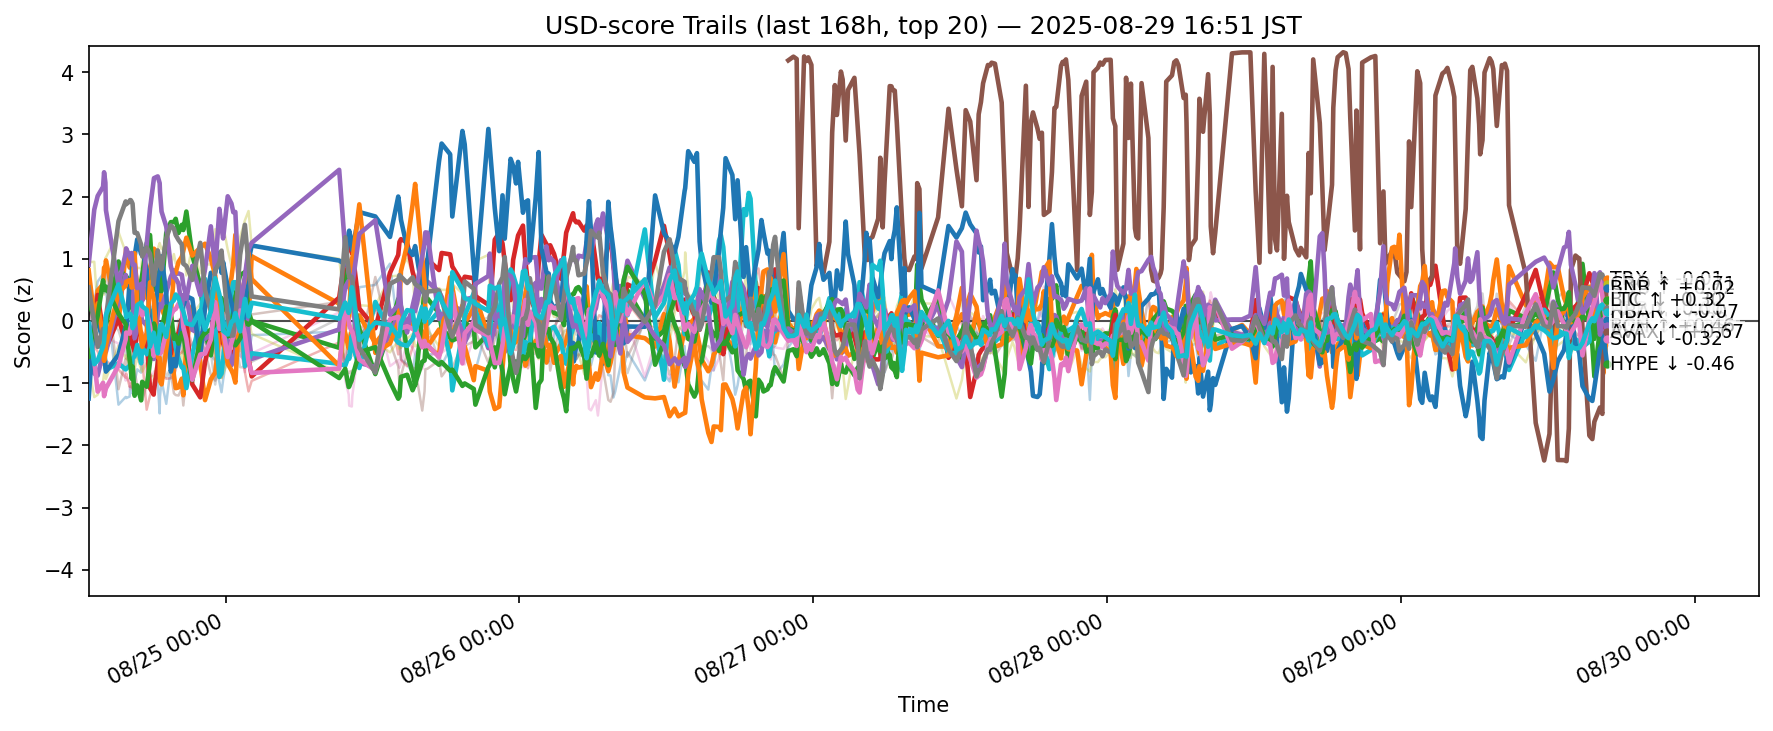 USD-score Trails (last 168h, top 20) — 2025-08-29 16:51 JST
Score (z)
4
3
2
1
0
−1
−2
−3
−4
TRX ↓ -0.01
BNB ↑ +0.02
LTC ↑ +0.32
HBAR ↓ -0.07
SOL ↓ -0.32
HYPE ↓ -0.46
08/25 00:00
08/26 00:00
08/27 00:00
08/28 00:00
08/29 00:00
08/30 00:00
Time